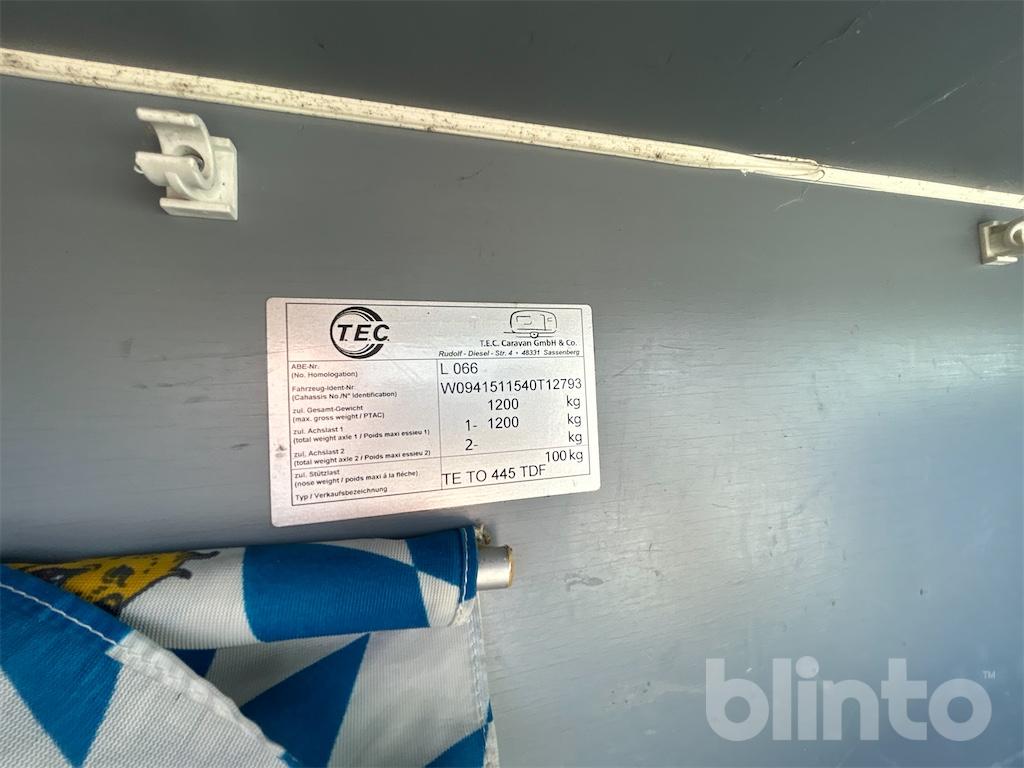 T.E.C.
T.E.C. Caravan GmbH & Co.
Rudolf - Diesel - Str. 4 • 48331 Sassenberg
ABE-Nr.
(No. Homologation)
L 066
Fahrzeug-Ident-Nr.
(Cahassis No./N° Identification)
W0941511540T12793
zul. Gesamt-Gewicht
(max. gross weight / PTAC)
1200 kg
zul. Achslast 1
(total weight axle 1 / Poids maxi essieu 1)
1- 1200 kg
zul. Achslast 2
(total weight axle 2 / Poids maxi essieu 2)
2- kg
zul. Stützlast
(nose weight / poids maxi á la flèche)
100 kg
Typ / Verkaufsbezeichnung
TE TO 445 TDF
blinto™